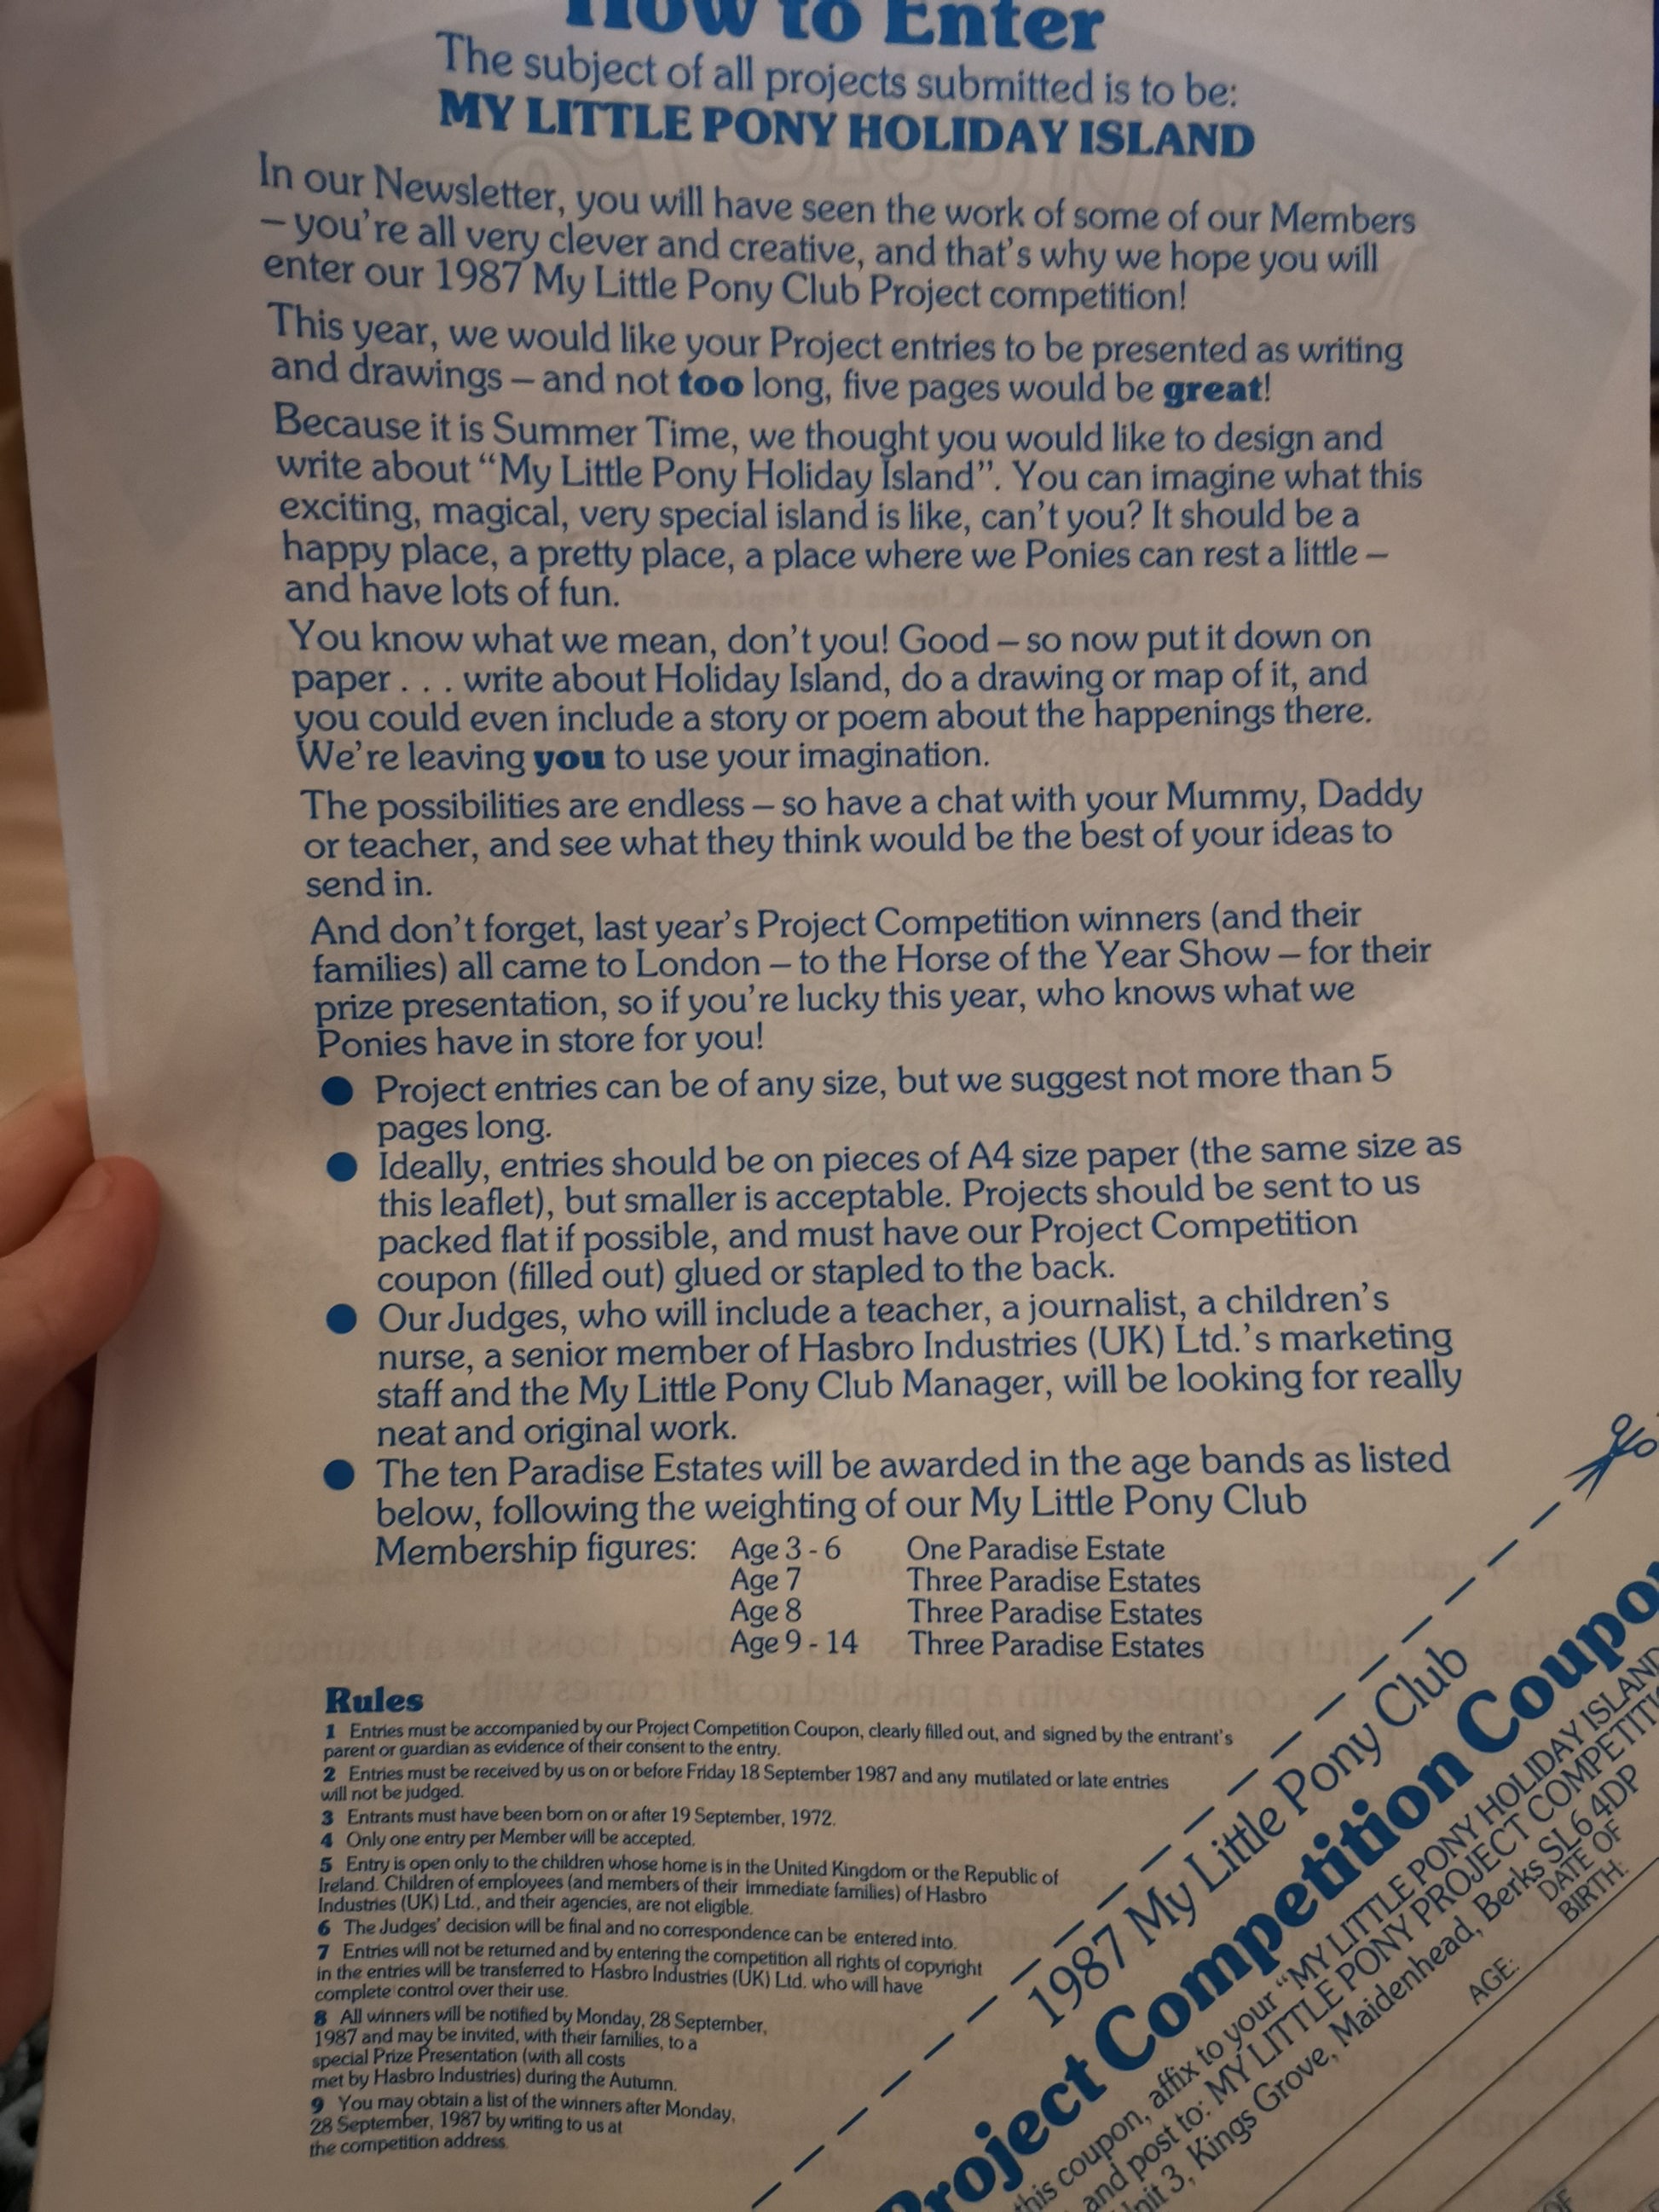 How to Enter
The subject of all projects submitted is to be:
MY LITTLE PONY HOLIDAY ISLAND
In our Newsletter, you will have seen the work of some of our Members
– you're all very clever and creative, and that's why we hope you will
enter our 1987 My Little Pony Club Project competition!
This year, we would like your Project entries to be presented as writing
and drawings – and not too long, five pages would be great!
Because it is Summer Time, we thought you would like to design and
write about “My Little Pony Holiday Island”. You can imagine what this
exciting, magical, very special island is like, can't you? It should be a
happy place, a pretty place, a place where we Ponies can rest a little –
and have lots of fun.
You know what we mean, don't you! Good – so now put it down on
paper . . . write about Holiday Island, do a drawing or map of it, and
you could even include a story or poem about the happenings there.
We're leaving you to use your imagination.
The possibilities are endless – so have a chat with your Mummy, Daddy
or teacher, and see what they think would be the best of your ideas to
send in.
And don't forget, last year's Project Competition winners (and their
families) all came to London – to the Horse of the Year Show – for their
prize presentation, so if you're lucky this year, who knows what we
Ponies have in store for you!
● Project entries can be of any size, but we suggest not more than 5
pages long.
● Ideally, entries should be on pieces of A4 size paper (the same size as
this leaflet), but smaller is acceptable. Projects should be sent to us
packed flat if possible, and must have our Project Competition
coupon (filled out) glued or stapled to the back.
● Our Judges, who will include a teacher, a journalist, a children's
nurse, a senior member of Hasbro Industries (UK) Ltd.'s marketing
staff and the My Little Pony Club Manager, will be looking for really
neat and original work.
● The ten Paradise Estates will be awarded in the age bands as listed
below, following the weighting of our My Little Pony Club
Membership figures: Age 3 - 6 One Paradise Estate
Age 7 Three Paradise Estates
Age 8 Three Paradise Estates
Age 9 - 14 Three Paradise Estates
Rules
1 Entries must be accompanied by our Project Competition Coupon, clearly filled out, and signed by the entrant's
parent or guardian as evidence of their consent to the entry.
2 Entries must be received by us on or before Friday 18 September 1987 and any mutilated or late entries
will not be judged.
3 Entrants must have been born on or after 19 September, 1972.
4 Only one entry per Member will be accepted.
5 Entry is open only to the children whose home is in the United Kingdom or the Republic of
Ireland. Children of employees (and members of their immediate families) of Hasbro
Industries (UK) Ltd., and their agencies, are not eligible.
6 The Judges' decision will be final and no correspondence can be entered into.
7 Entries will not be returned and by entering the competition all rights of copyright
in the entries will be transferred to Hasbro Industries (UK) Ltd. who will have
complete control over their use.
8 All winners will be notified by Monday, 28 September,
1987 and may be invited, with their families, to a
special Prize Presentation (with all costs
met by Hasbro Industries) during the Autumn.
9 You may obtain a list of the winners after Monday,
28 September, 1987 by writing to us at
the competition address.
1987 My Little Pony Club
Project Competition Coupon
this coupon, affix to your “MY LITTLE PONY HOLIDAY ISLAND
and post to: MY LITTLE PONY PROJECT COMPETITI
Unit 3, Kings Grove, Maidenhead, Berks SL6 4DP
DATE OF
AGE: BIRTH: